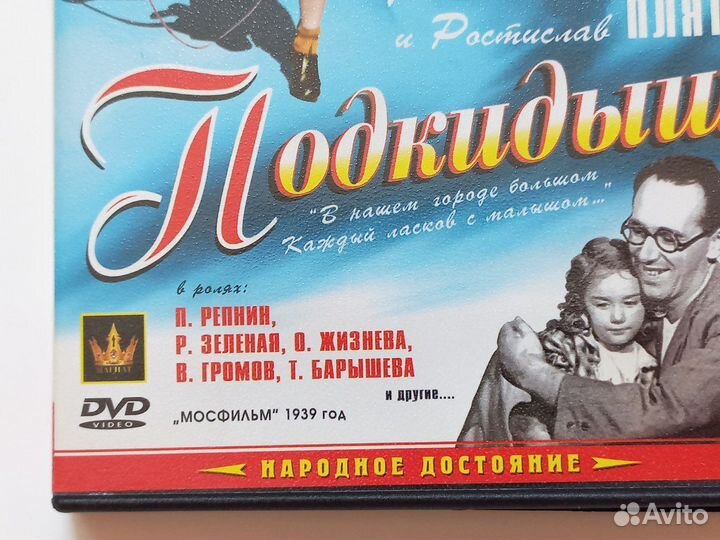 и Ростислав
Подкидыш
"В нашем городе большом
Каждый ласков с малышом..."
в ролях:
П. РЕПНИН,
Р. ЗЕЛЕНАЯ, О. ЖИЗНЕВА,
В. ГРОМОВ, Т. БАРЫШЕВА
и другие....
МАГНАТ
DVD
VIDEO
„МОСФИЛЬМ" 1939 год
НАРОДНОЕ ДОСТОЯНИЕ
Avito